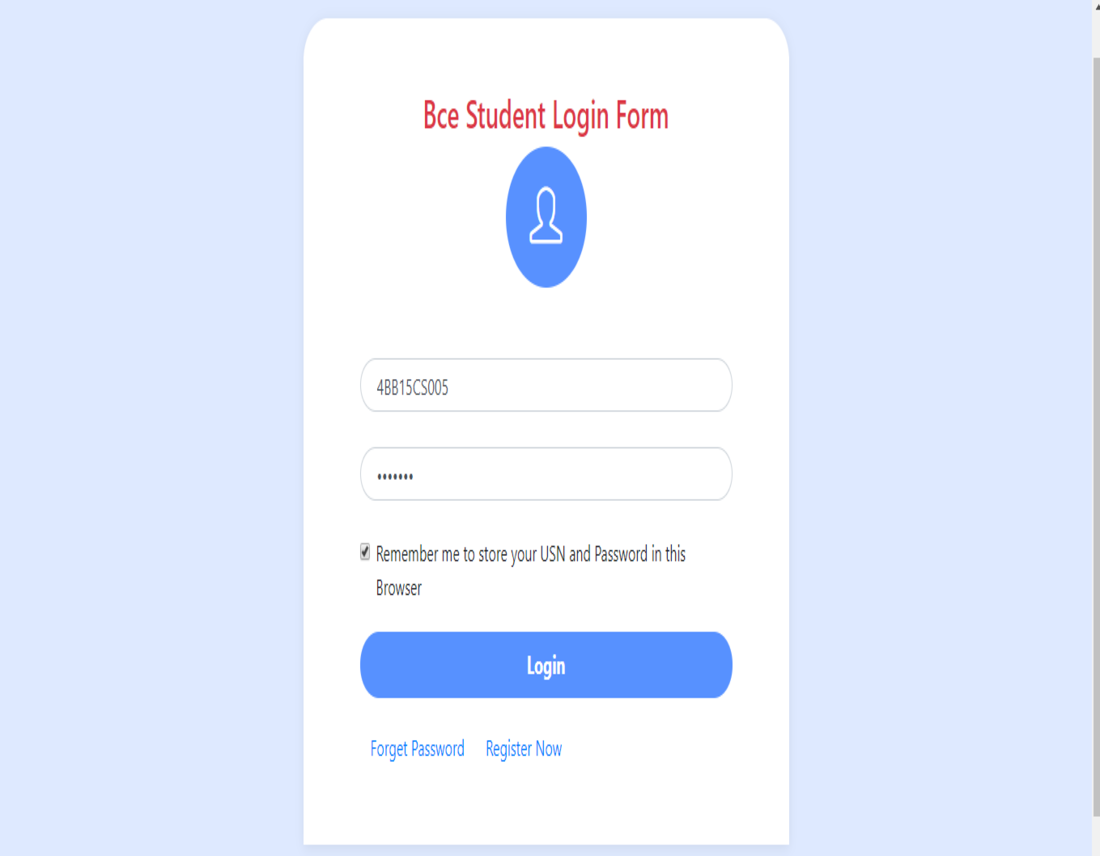 Bce Student Login Form
4BB15CS005
•••••••
Remember me to store your USN and Password in this
Browser
Login
Forget Password Register Now